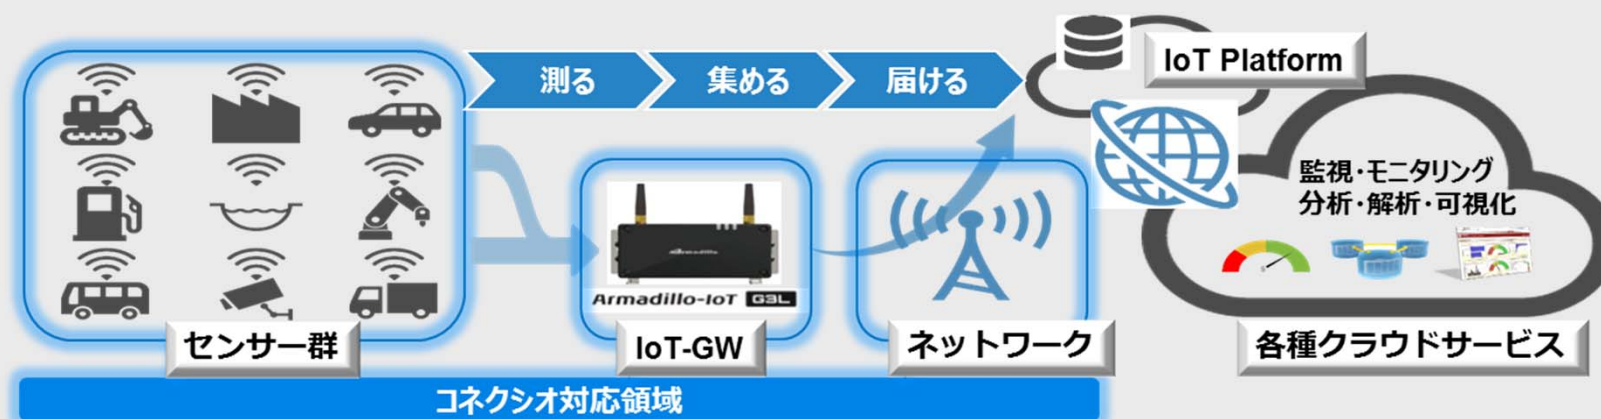 測る
集める
届ける
IoT Platform
監視・モニタリング
分析・解析・可視化
Armadillo
Armadillo-IoT G3L
センサー群
IoT-GW
ネットワーク
各種クラウドサービス
コネクシオ対応領域